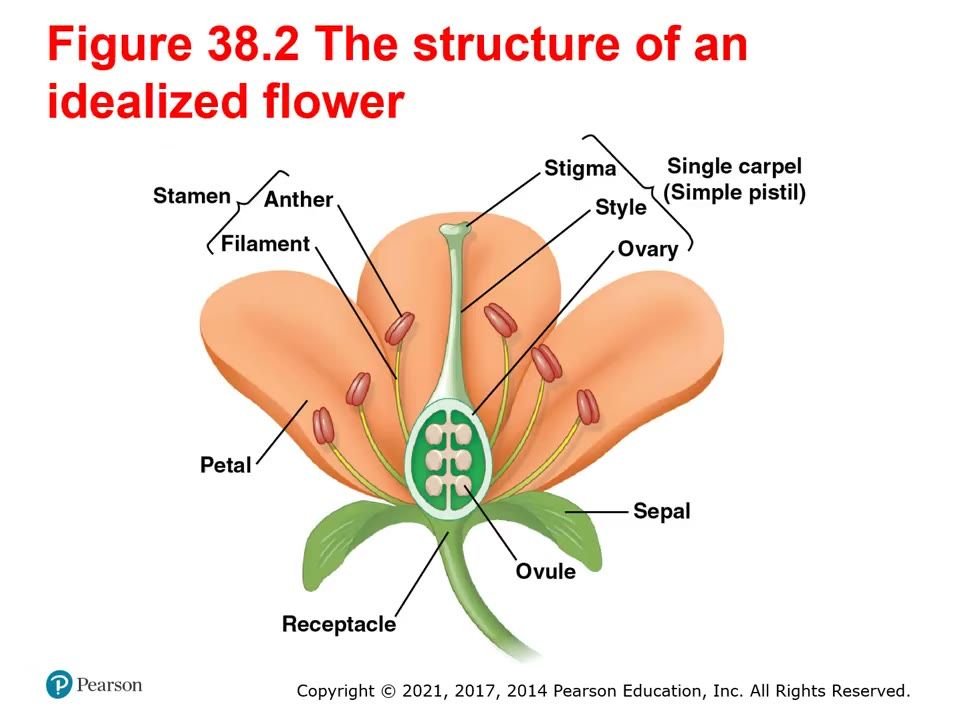 Figure 38.2 The structure of an
idealized flower
Stamen
Anther
Filament
Stigma
Style
Ovary
Single carpel
(Simple pistil)
Petal
Sepal
Ovule
Receptacle
P Pearson
Copyright © 2021, 2017, 2014 Pearson Education, Inc. All Rights Reserved.